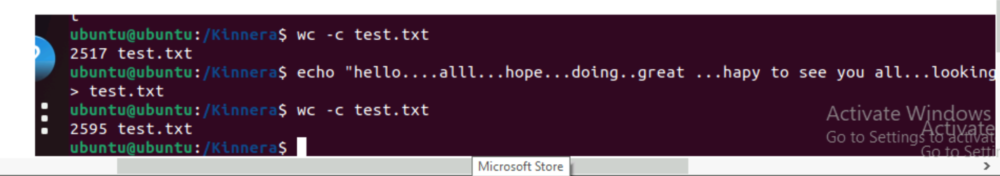 ubuntu@ubuntu:/Kinnera$ wc -c test.txt
2517 test.txt
ubuntu@ubuntu:/Kinnera$ echo "hello....alll...hope...doing..great ...hapy to see you all...looking
> test.txt
ubuntu@ubuntu:/Kinnera$ wc -c test.txt
2595 test.txt
ubuntu@ubuntu:/Kinnera$
Activate Windows
Activate
Go to Settings to activat
Go to Setti
Microsoft Store